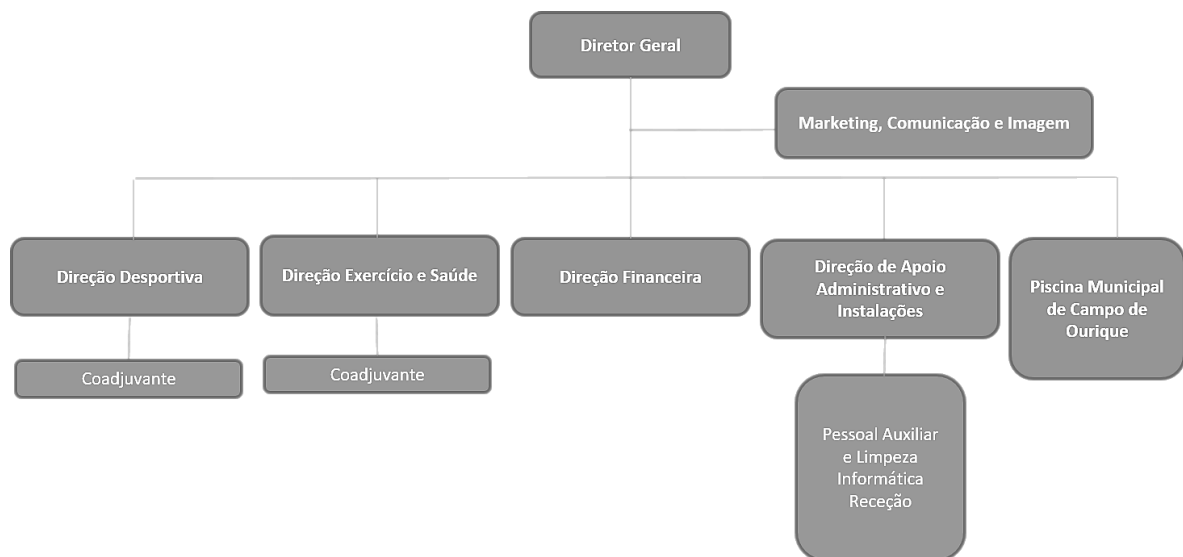 Diretor Geral
Marketing, Comunicação e Imagem
Direção Desportiva
Direção Exercício e Saúde
Direção Financeira
Direção de Apoio
Administrativo e
Instalações
Piscina Municipal
de Campo de
Ourique
Coadjuvante
Coadjuvante
Pessoal Auxiliar
e Limpeza
Informática
Receção